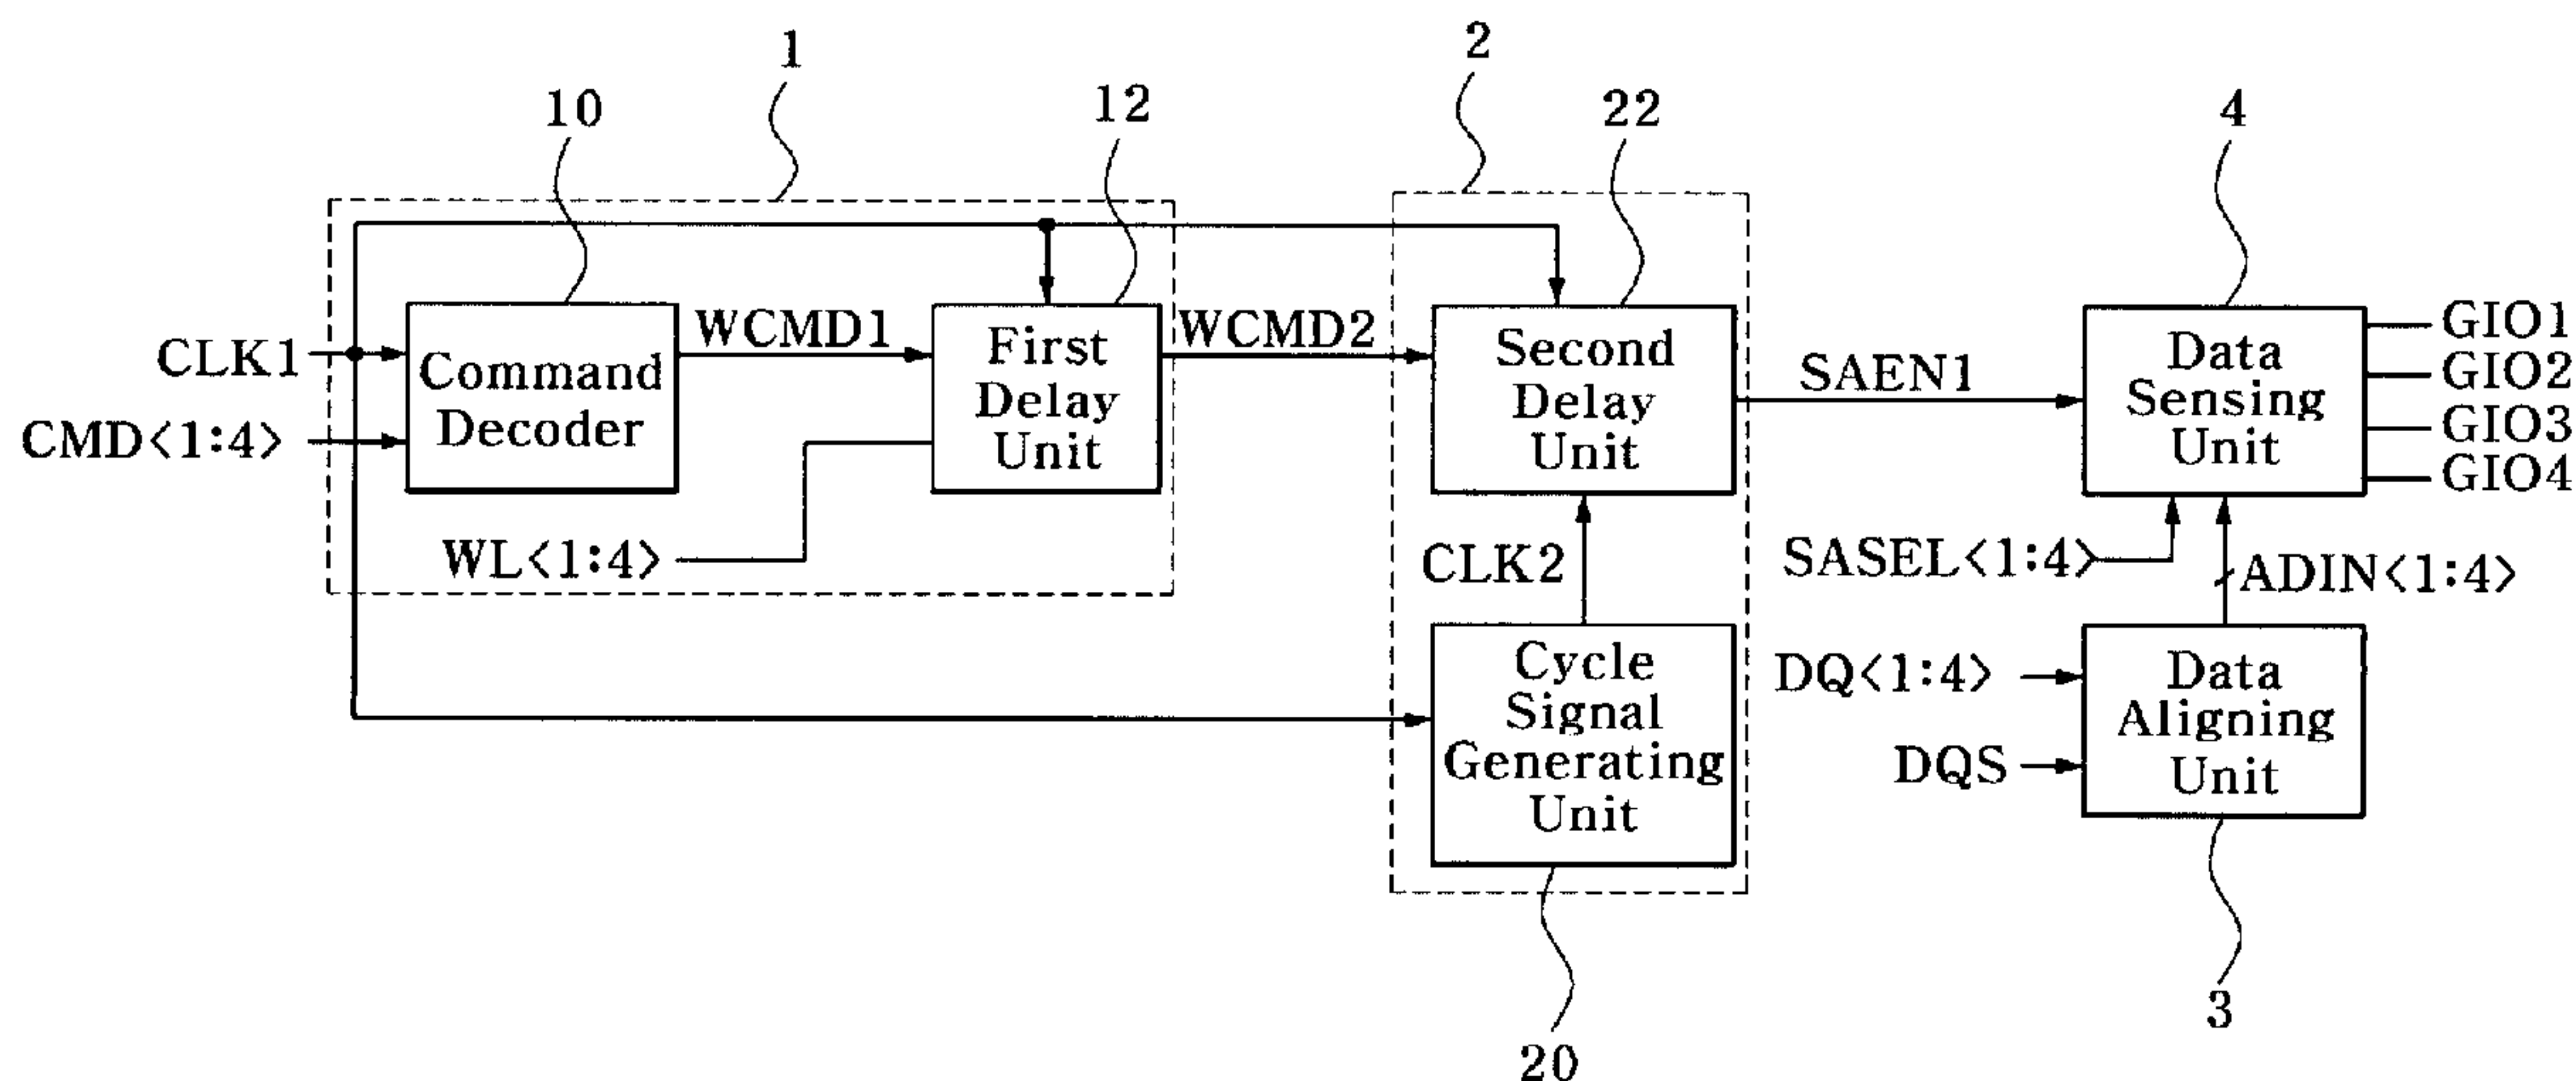 1
2
10
12
22
4
CLK1
CMD<1:4>
Command
Decoder
WCMD1
First
Delay
Unit
WCMD2
WL<1:4>
Second
Delay
Unit
SAEN1
Data
Sensing
Unit
GIO1
GIO2
GIO3
GIO4
CLK2
SASEL<1:4>
ADIN<1:4>
Cycle
Signal
Generating
Unit
DQ<1:4>
DQS
Data
Aligning
Unit
20
3